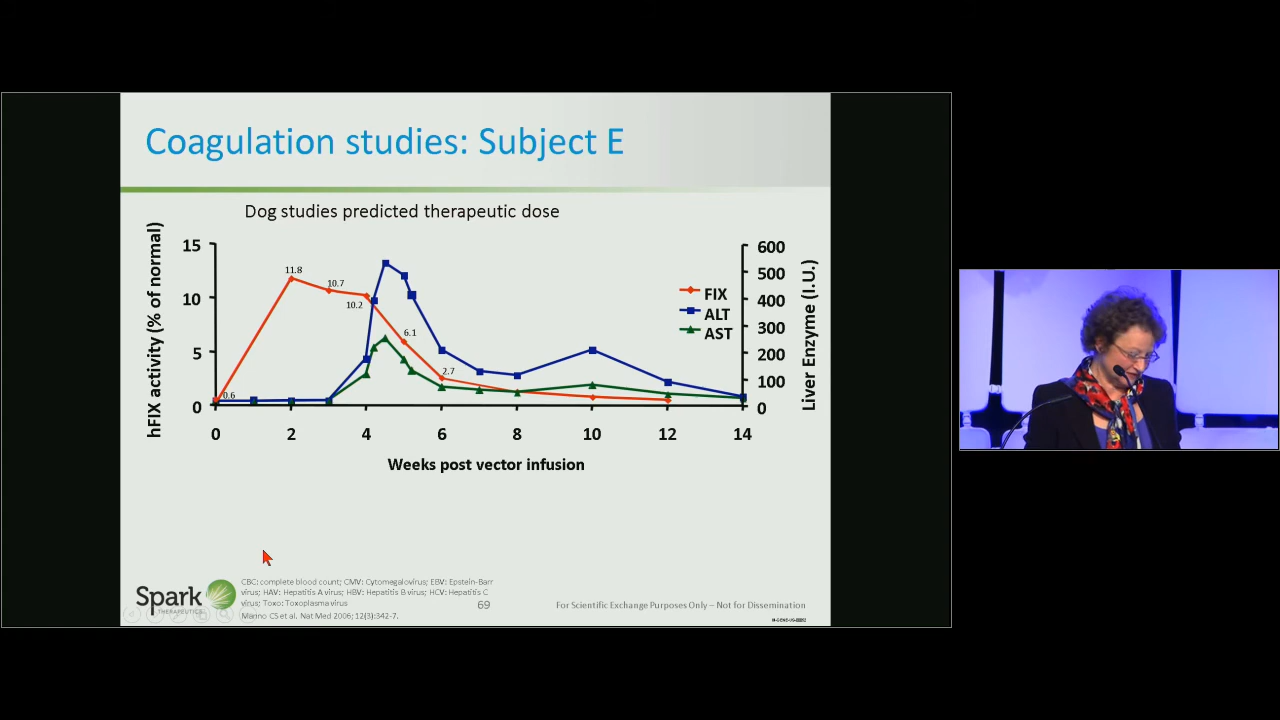 Coagulation studies: Subject E
Dog studies predicted therapeutic dose
hFIX activity (% of normal)
15
10
5
0
11.8
10.7
10.2
6.1
2.7
0.6
FIX
ALT
AST
600
500
400
300
200
100
0
Liver Enzyme (I.U.)
0 2 4 6 8 10 12 14
Weeks post vector infusion
Spark
THERAPEUTICS
CBC: complete blood count; CMV: Cytomegalovirus; EBV: Epstein-Barr
virus; HAV: Hepatitis A virus; HBV: Hepatitis B virus; HCV: Hepatitis C
virus; Toxo: Toxoplasma virus
CS et al. Nat Med 2006; 12(3):342-7.
69
For Scientific Exchange Purposes Only – Not for Dissemination